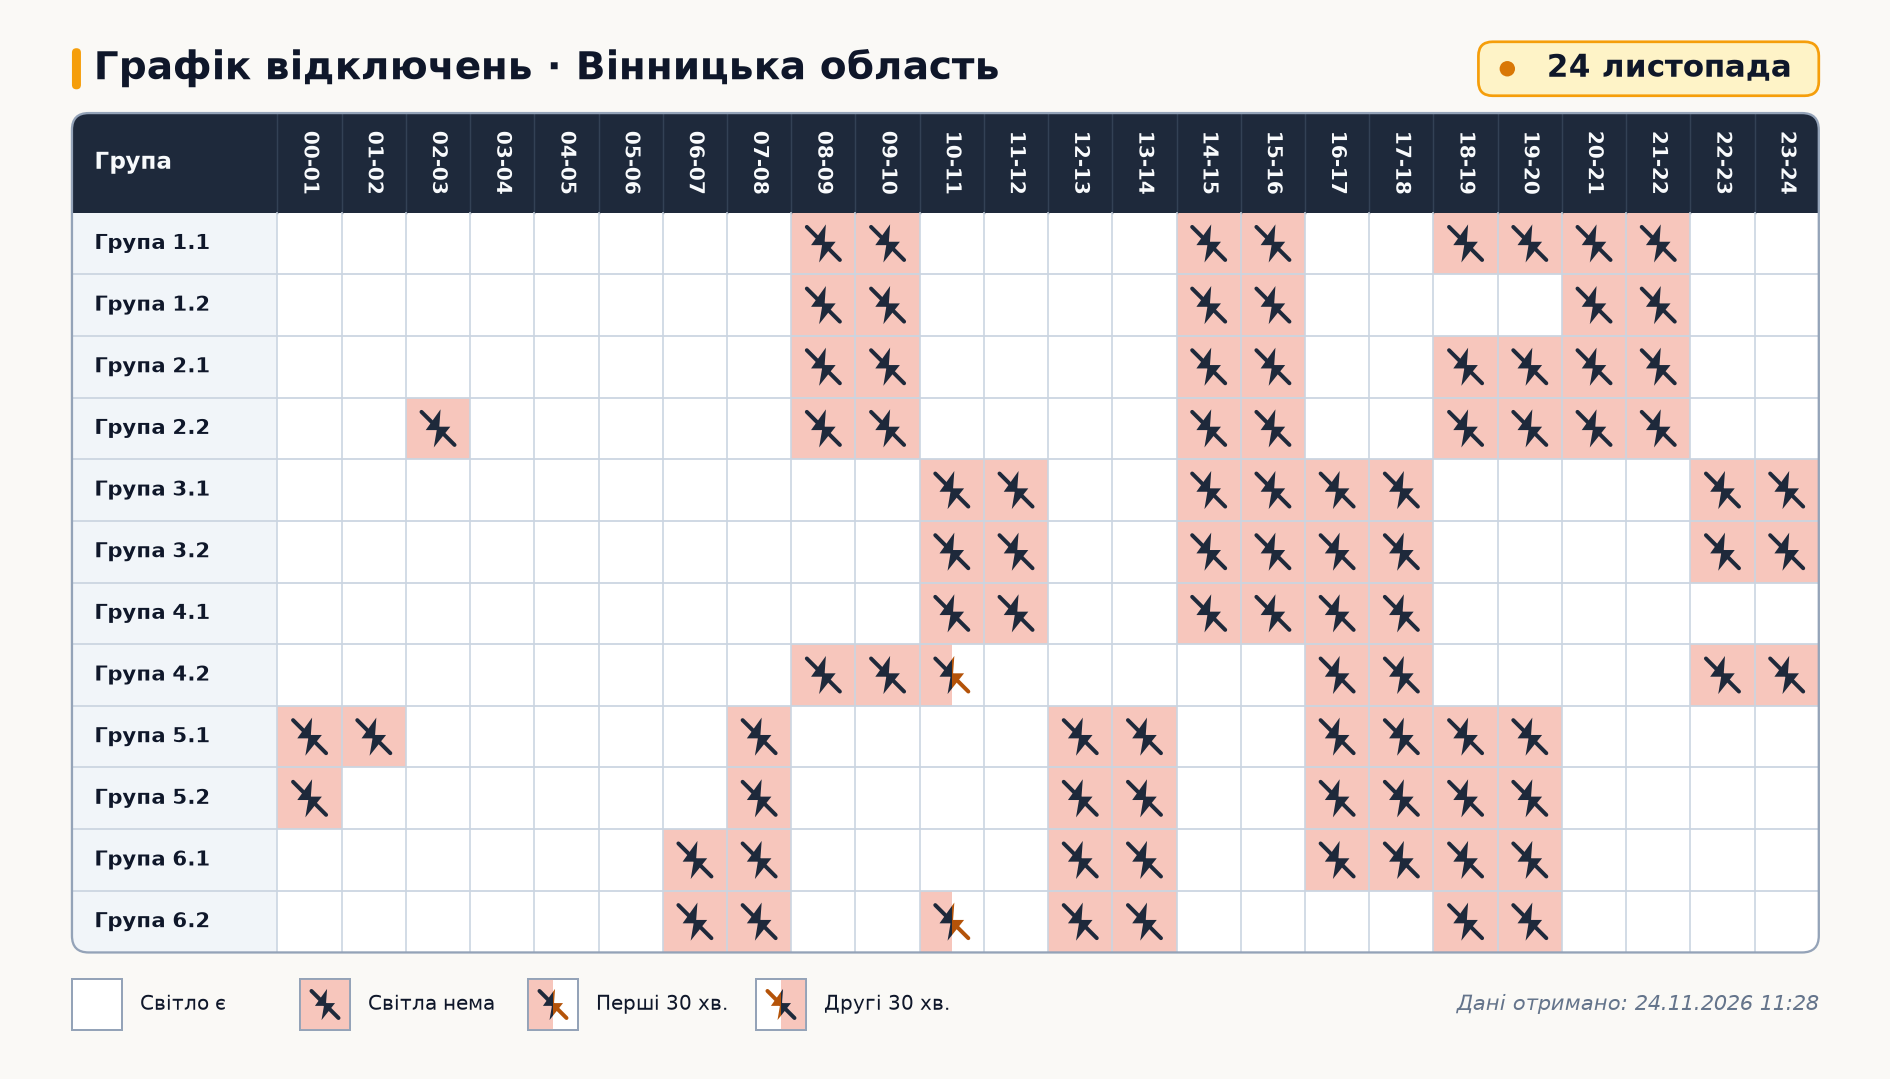 Графік відключень · Вінницька область
24 листопада
Група 00-01 01-02 02-03 03-04 04-05 05-06 06-07 07-08 08-09 09-10 10-11 11-12 12-13 13-14 14-15 15-16 16-17 17-18 18-19 19-20 20-21 21-22 22-23 23-24
Група 1.1
Група 1.2
Група 2.1
Група 2.2
Група 3.1
Група 3.2
Група 4.1
Група 4.2
Група 5.1
Група 5.2
Група 6.1
Група 6.2
Світло є Світла нема Перші 30 хв. Другі 30 хв.
Дані отримано: 24.11.2026 11:28